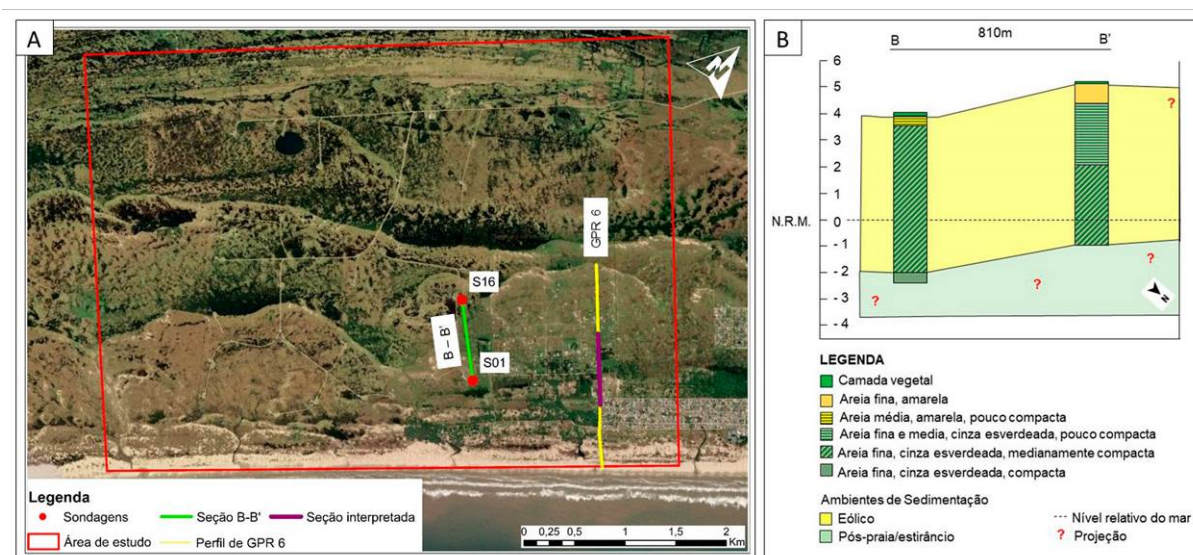 A
N
GPR 6
S16
B – B'
S01
Legenda
Sondagens
Seção B-B'
Seção interpretada
Área de estudo
Perfil de GPR 6
0 0,25 0,5 1 1,5 2
Km
B
810m
B B'
6
5
4
3
2
1
N.R.M. 0
- 1
- 2
- 3
- 4
?
?
?
?
N
LEGENDA
Camada vegetal
Areia fina, amarela
Areia média, amarela, pouco compacta
Areia fina e media, cinza esverdeada, pouco compacta
Areia fina, cinza esverdeada, medianamente compacta
Areia fina, cinza esverdeada, compacta
Ambientes de Sedimentação
Eólico
Pós-praia/estirâncio
---- Nível relativo do mar
? Projeção